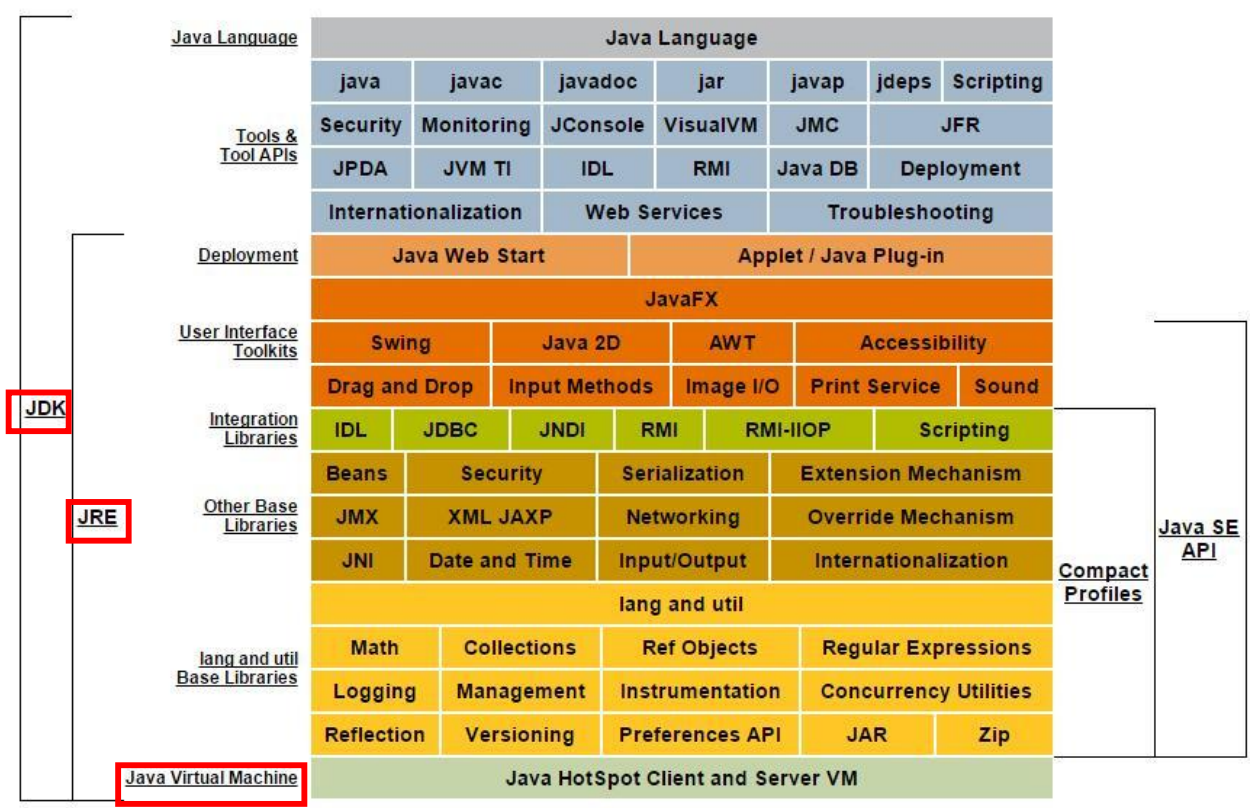 Java Language
Java Language
java javac javadoc jar javap jdeps Scripting
Tools &
Tool APIs
Security Monitoring JConsole VisualVM JMC JFR
JPDA JVM TI IDL RMI Java DB Deployment
Internationalization Web Services Troubleshooting
Deployment
Java Web Start Applet / Java Plug-in
JavaFX
User Interface
Toolkits
Swing Java 2D AWT Accessibility
Drag and Drop Input Methods Image I/O Print Service Sound
JDK
Integration
Libraries
IDL JDBC JNDI RMI RMI-IIOP Scripting
Beans Security Serialization Extension Mechanism
JRE
Other Base
Libraries
JMX XML JAXP Networking Override Mechanism
JNI Date and Time Input/Output Internationalization
Java SE
API
Compact
Profiles
lang and util
lang and util
Base Libraries
Math Collections Ref Objects Regular Expressions
Logging Management Instrumentation Concurrency Utilities
Reflection Versioning Preferences API JAR Zip
Java Virtual Machine
Java HotSpot Client and Server VM